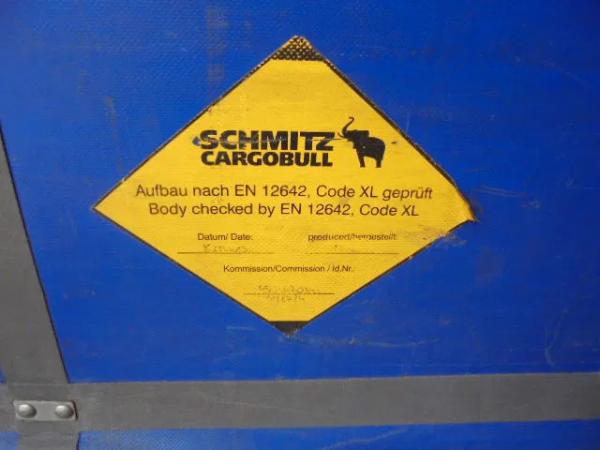 SCHMITZ
CARGOBULL
Aufbau nach EN 12642, Code XL geprüft
Body checked by EN 12642, Code XL
Datum/ Date: produced/hergestellt:
Kommission/Commission / Id.Nr.: